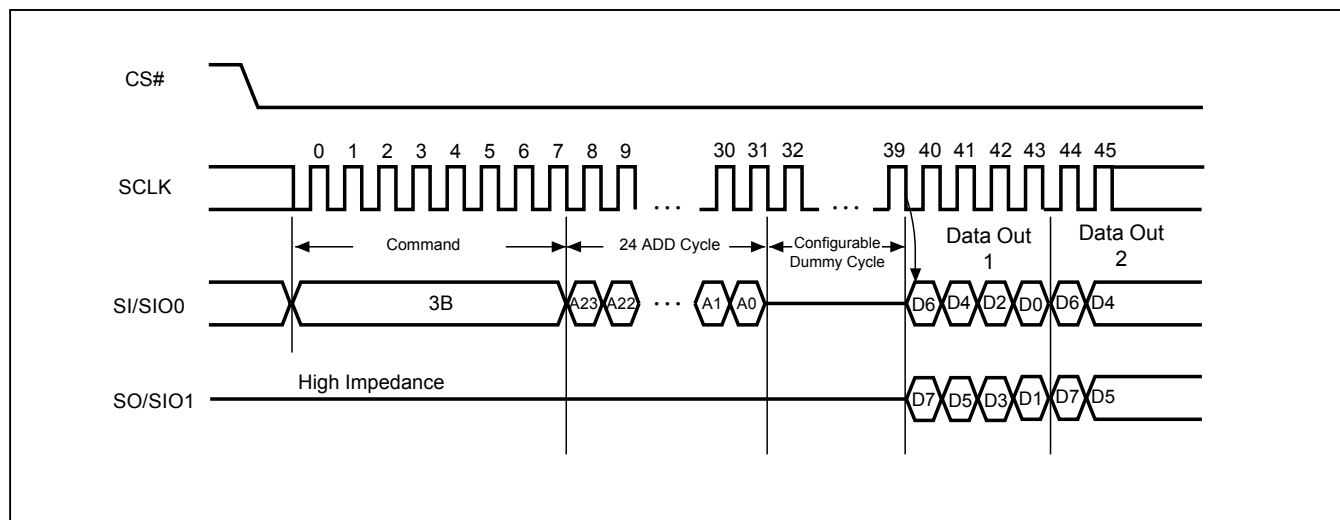 CS#
0 1 2 3 4 5 6 7 8 9 30 31 32 39 40 41 42 43 44 45
SCLK
... ...
Command 24 ADD Cycle Configurable Dummy Cycle Data Out 1 Data Out 2
SI/SIO0 3B A23 A22 ... A1 A0 D6 D4 D2 D0 D6 D4
High Impedance
SO/SIO1 D7 D5 D3 D1 D7 D5